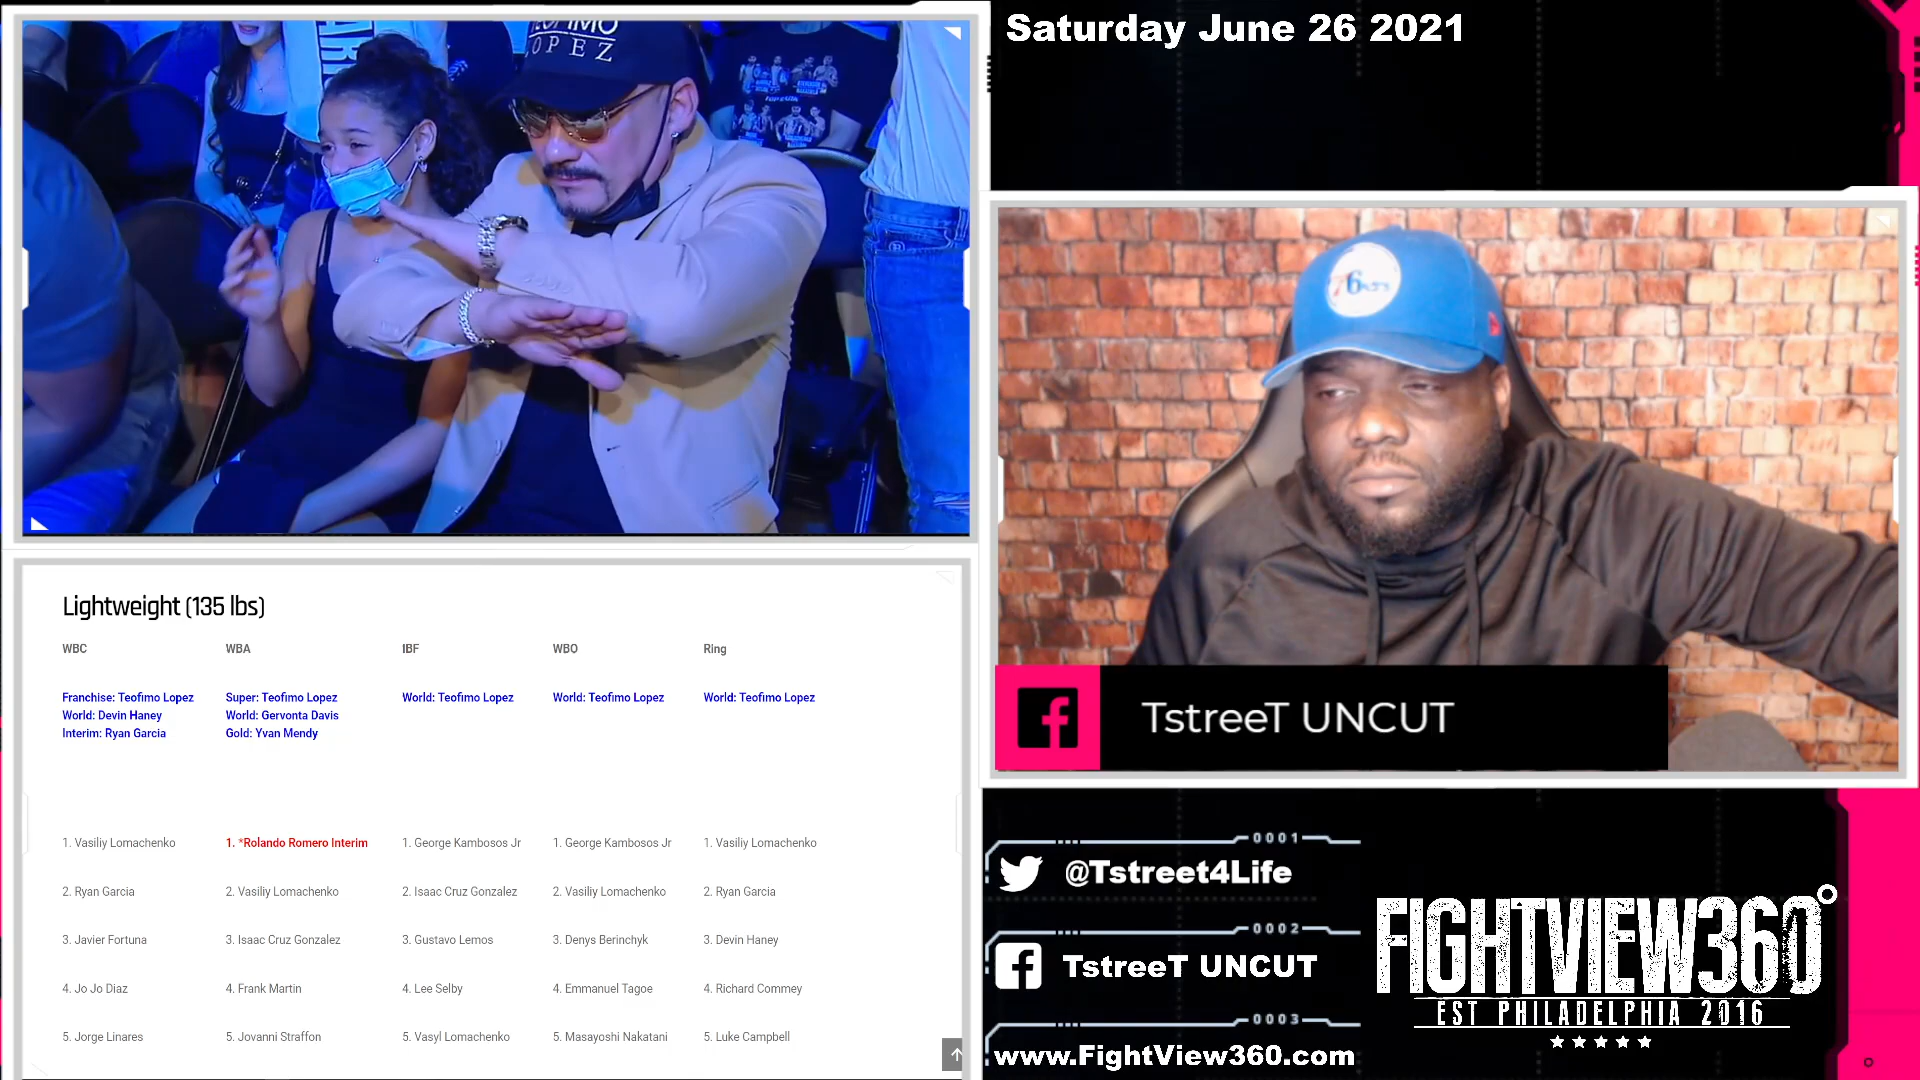 Saturday June 26 2021
TEOFIMO
LOPEZ
76ers
TstreeT UNCUT
Lightweight (135 lbs)
WBC WBA IBF WBO Ring
Franchise: Teofimo Lopez Super: Teofimo Lopez World: Teofimo Lopez World: Teofimo Lopez World: Teofimo Lopez
World: Devin Haney World: Gervonta Davis
Interim: Ryan Garcia Gold: Yvan Mendy
1. Vasiliy Lomachenko 1. *Rolando Romero Interim 1. George Kambosos Jr 1. George Kambosos Jr 1. Vasiliy Lomachenko
2. Ryan Garcia 2. Vasiliy Lomachenko 2. Isaac Cruz Gonzalez 2. Vasiliy Lomachenko 2. Ryan Garcia
3. Javier Fortuna 3. Isaac Cruz Gonzalez 3. Gustavo Lemos 3. Denys Berinchyk 3. Devin Haney
4. Jo Jo Diaz 4. Frank Martin 4. Lee Selby 4. Emmanuel Tagoe 4. Richard Commey
5. Jorge Linares 5. Jovanni Straffon 5. Vasyl Lomachenko 5. Masayoshi Nakatani 5. Luke Campbell
0001
@Tstreet4Life
0002
TstreeT UNCUT
0003
www.FightView360.com
FIGHTVIEW360°
EST PHILADELPHIA 2016